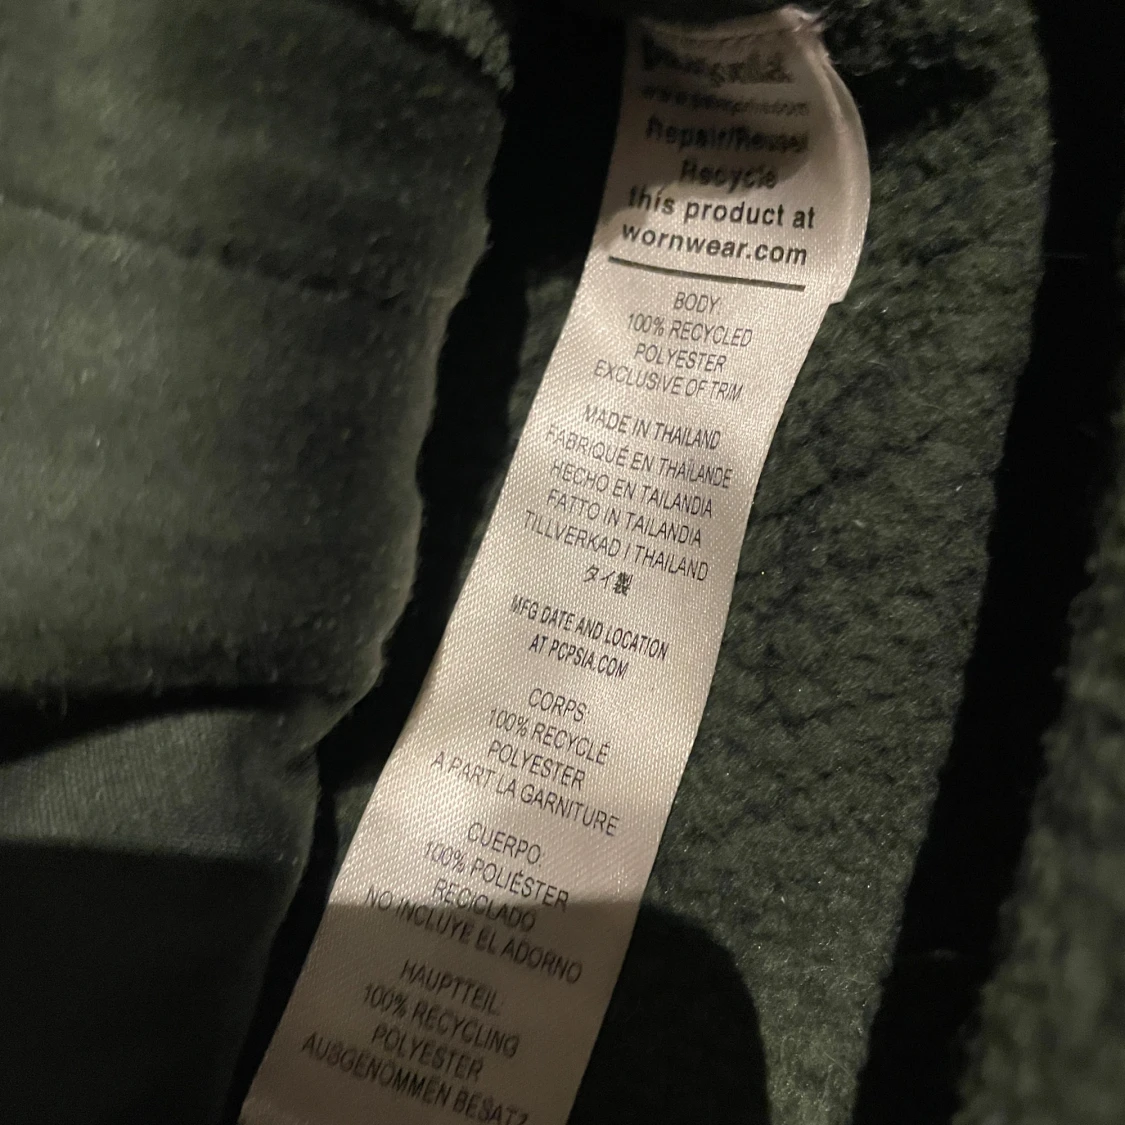 Repair/Reuse/
Recycle
this product at
wornwear.com
BODY:
100% RECYCLED
POLYESTER
EXCLUSIVE OF TRIM
MADE IN THAILAND
FABRIQUÉ EN THAÏLANDE
HECHO EN TAILANDIA
FATTO IN TAILANDIA
TILLVERKAD I THAILAND
タイ製
MFG DATE AND LOCATION
AT PCPSIA.COM
CORPS
100% RECYCLÉ
POLYESTER
A PART LA GARNITURE
CUERPO:
100% POLIÉSTER
RECICLADO
NO INCLUYE EL ADORNO
HAUPTTEIL:
100% RECYCLING
POLYESTER
AUSGENOMMEN BESATZ